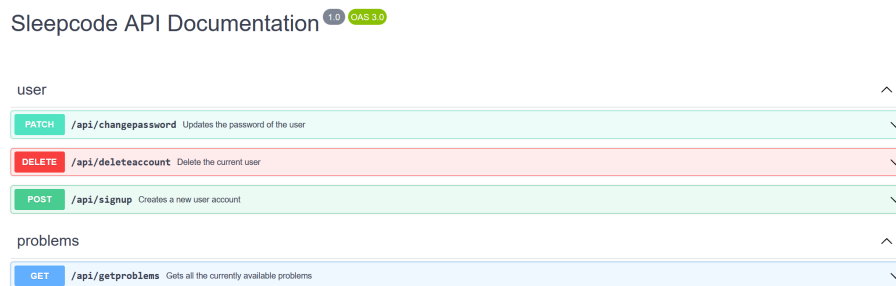 Sleepcode API Documentation 1.0 OAS 3.0
user
PATCH /api/changepassword Updates the password of the user
DELETE /api/deleteaccount Delete the current user
POST /api/signup Creates a new user account
problems
GET /api/getproblems Gets all the currently available problems